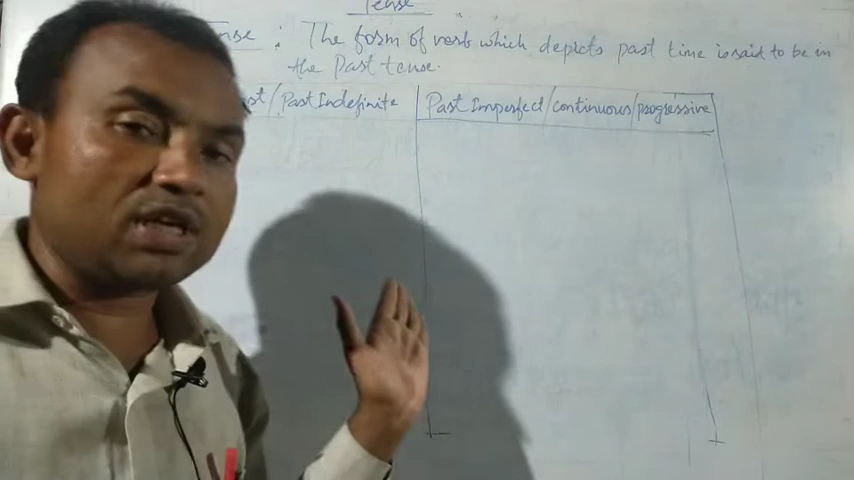 Tense
: The form of verb which depicts past time is said to be in
the Past tense.
/ Past Indefinite Past Imperfect/continuous/progressive